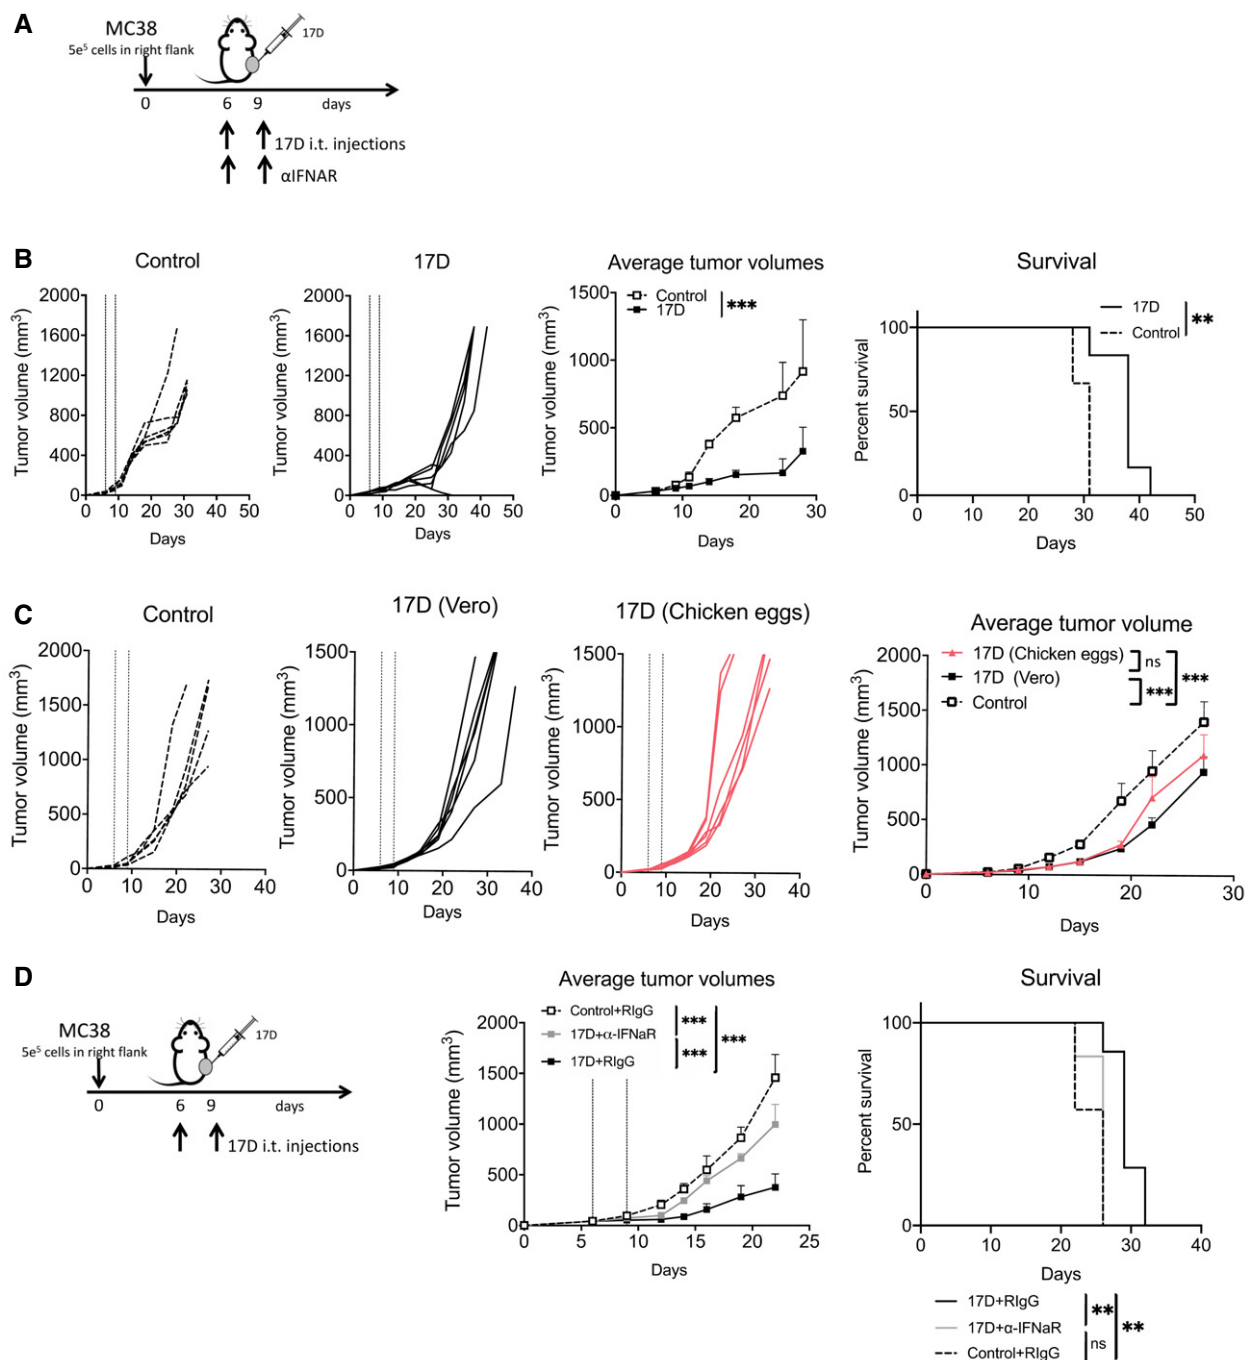 A
MC38
5e⁵ cells in right flank
17D
0 6 9 days
17D i.t. injections
αIFNAR
B
Control
Tumor volume (mm³)
2000
1600
1200
800
400
0
0 10 20 30 40 50
Days
17D
Tumor volume (mm³)
2000
1600
1200
800
400
0
0 10 20 30 40 50
Days
Average tumor volumes
Control
17D
***
Tumor volume (mm³)
1500
1000
500
0
0 10 20 30
Days
Survival
17D
Control
**
Percent survival
100
50
0
0 10 20 30 40 50
Days
C
Control
Tumor volume (mm³)
2000
1500
1000
500
0
0 10 20 30 40
Days
17D (Vero)
Tumor volume (mm³)
1500
1000
500
0
0 10 20 30 40
Days
17D (Chicken eggs)
Tumor volume (mm³)
1500
1000
500
0
0 10 20 30 40
Days
Average tumor volume
17D (Chicken eggs)
17D (Vero)
Control
ns
***
***
Tumor volume (mm³)
2000
1500
1000
500
0
0 10 20 30
Days
D
MC38
5e⁵ cells in right flank
17D
0 6 9 days
17D i.t. injections
Average tumor volumes
Control+RIgG
17D+α-IFNaR
17D+RIgG
***
***
***
Tumor volume (mm³)
2000
1500
1000
500
0
0 5 10 15 20 25
Days
Survival
Percent survival
100
50
0
0 10 20 30 40
Days
17D+RIgG
17D+α-IFNaR
Control+RIgG
**
ns
**